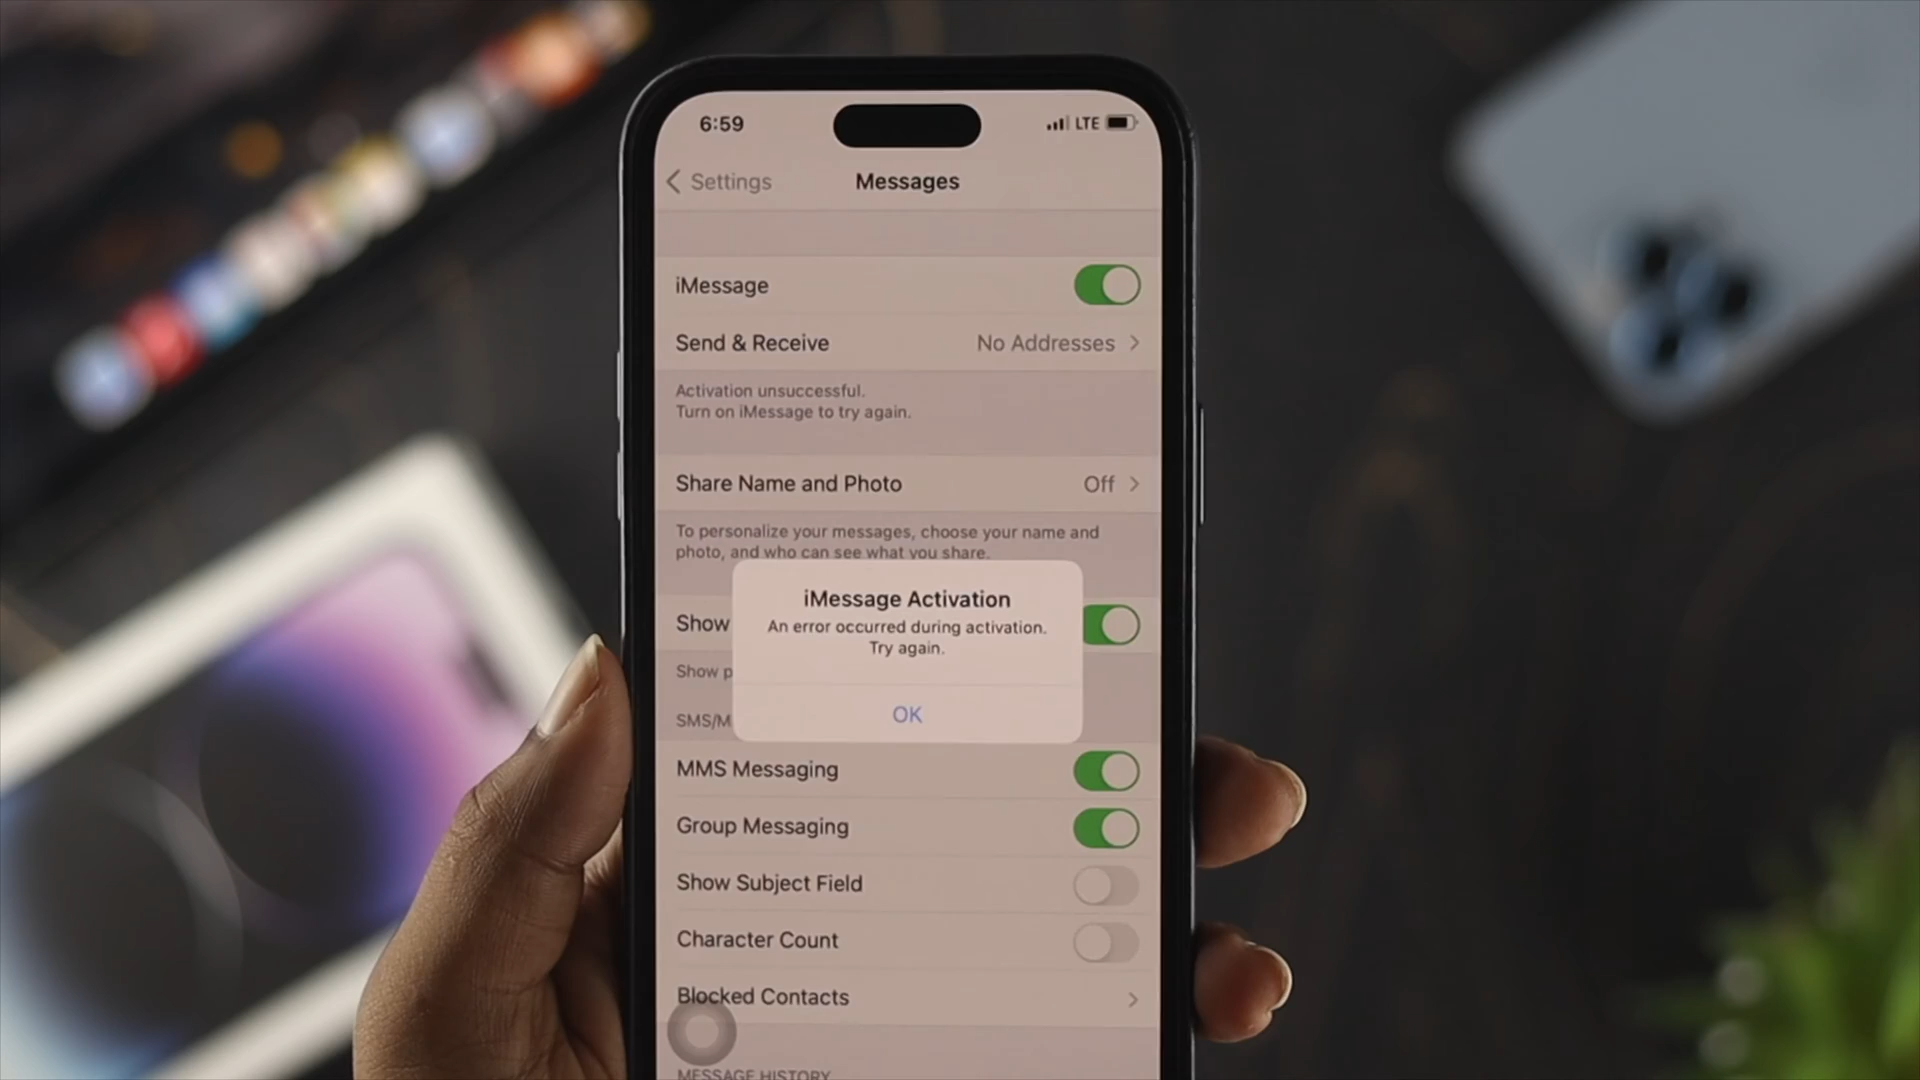 6:59
LTE
Settings
Messages
iMessage
Send & Receive
No Addresses
Activation unsuccessful.
Turn on iMessage to try again.
Share Name and Photo
Off
To personalize your messages, choose your name and
photo, and who can see what you share.
iMessage Activation
Show
An error occurred during activation.
Try again.
Show p
SMS/M
OK
MMS Messaging
Group Messaging
Show Subject Field
Character Count
Blocked Contacts
MESSAGE HISTORY